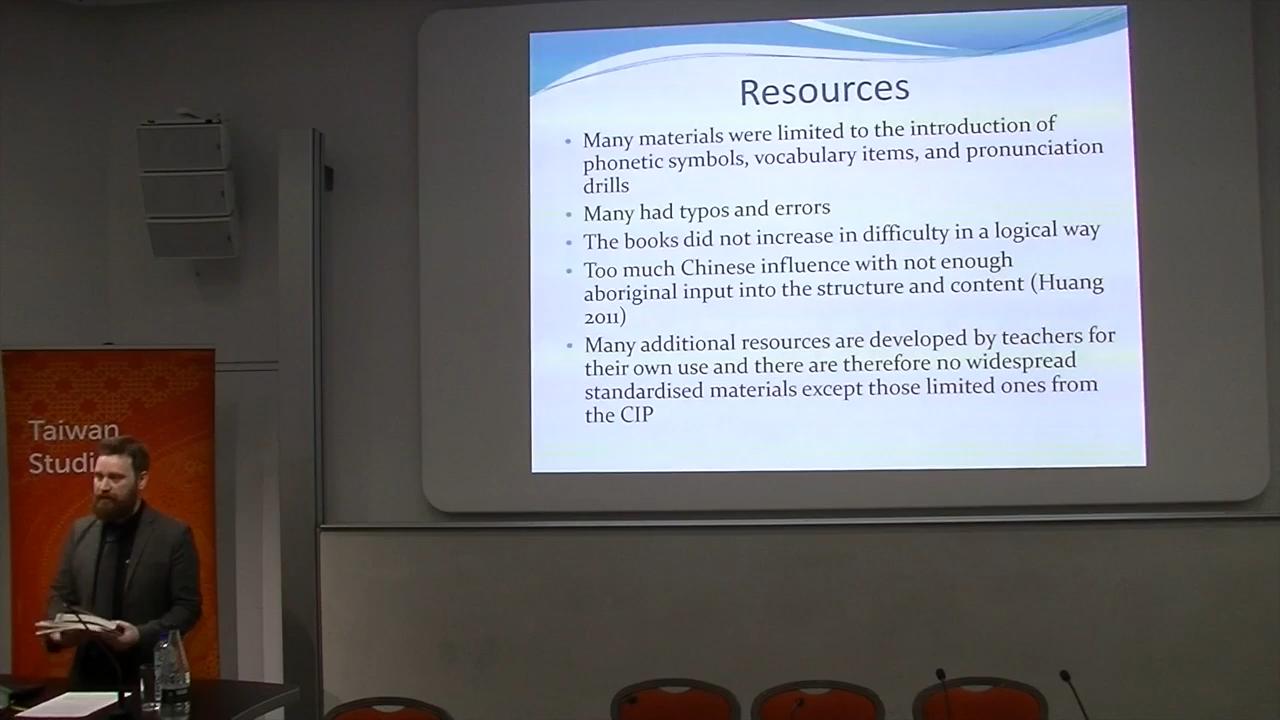 Resources
Many materials were limited to the introduction of
phonetic symbols, vocabulary items, and pronunciation
drills
Many had typos and errors
The books did not increase in difficulty in a logical way
Too much Chinese influence with not enough
aboriginal input into the structure and content (Huang
2011)
Many additional resources are developed by teachers for
their own use and there are therefore no widespread
standardised materials except those limited ones from
the CIP
Taiwan
Studi